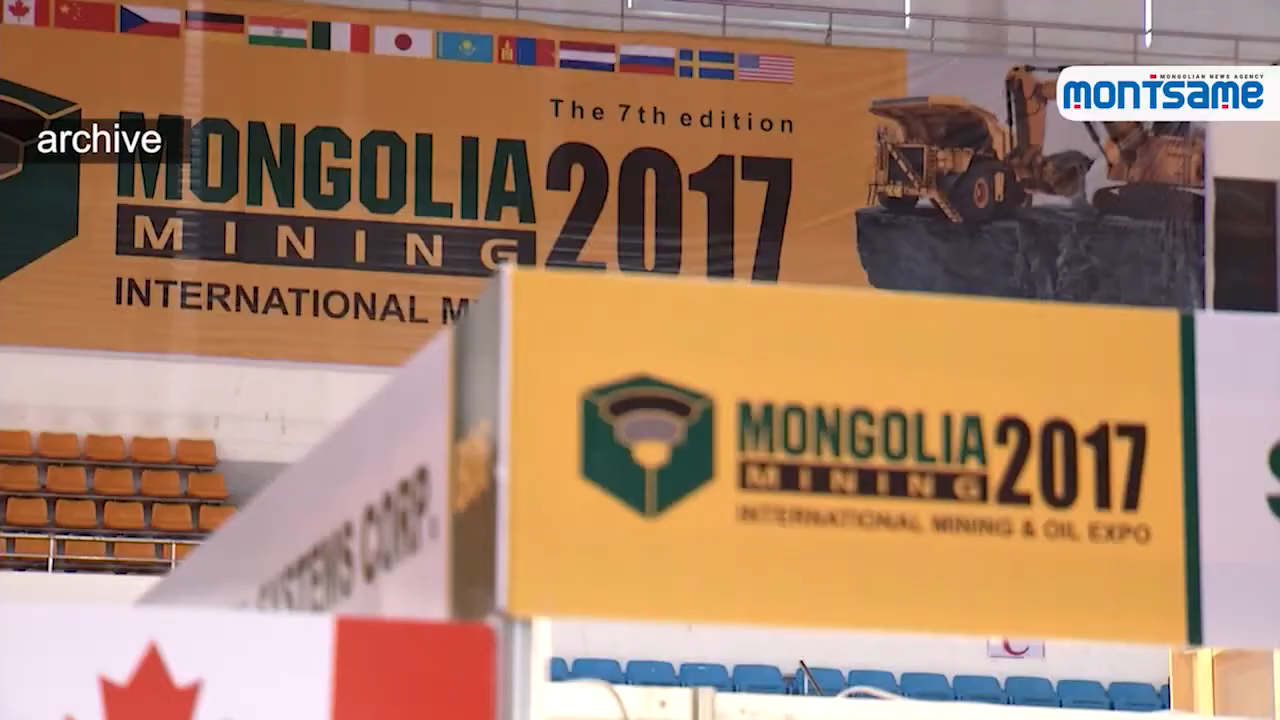 MONGOLIAN NEWS AGENCY
MONTSAME
archive
The 7th edition
MONGOLIA 2017
MINING
INTERNATIONAL
MONGOLIA 2017
MINING
INTERNATIONAL MINING & OIL EXPO
SYSTEMS CORP.